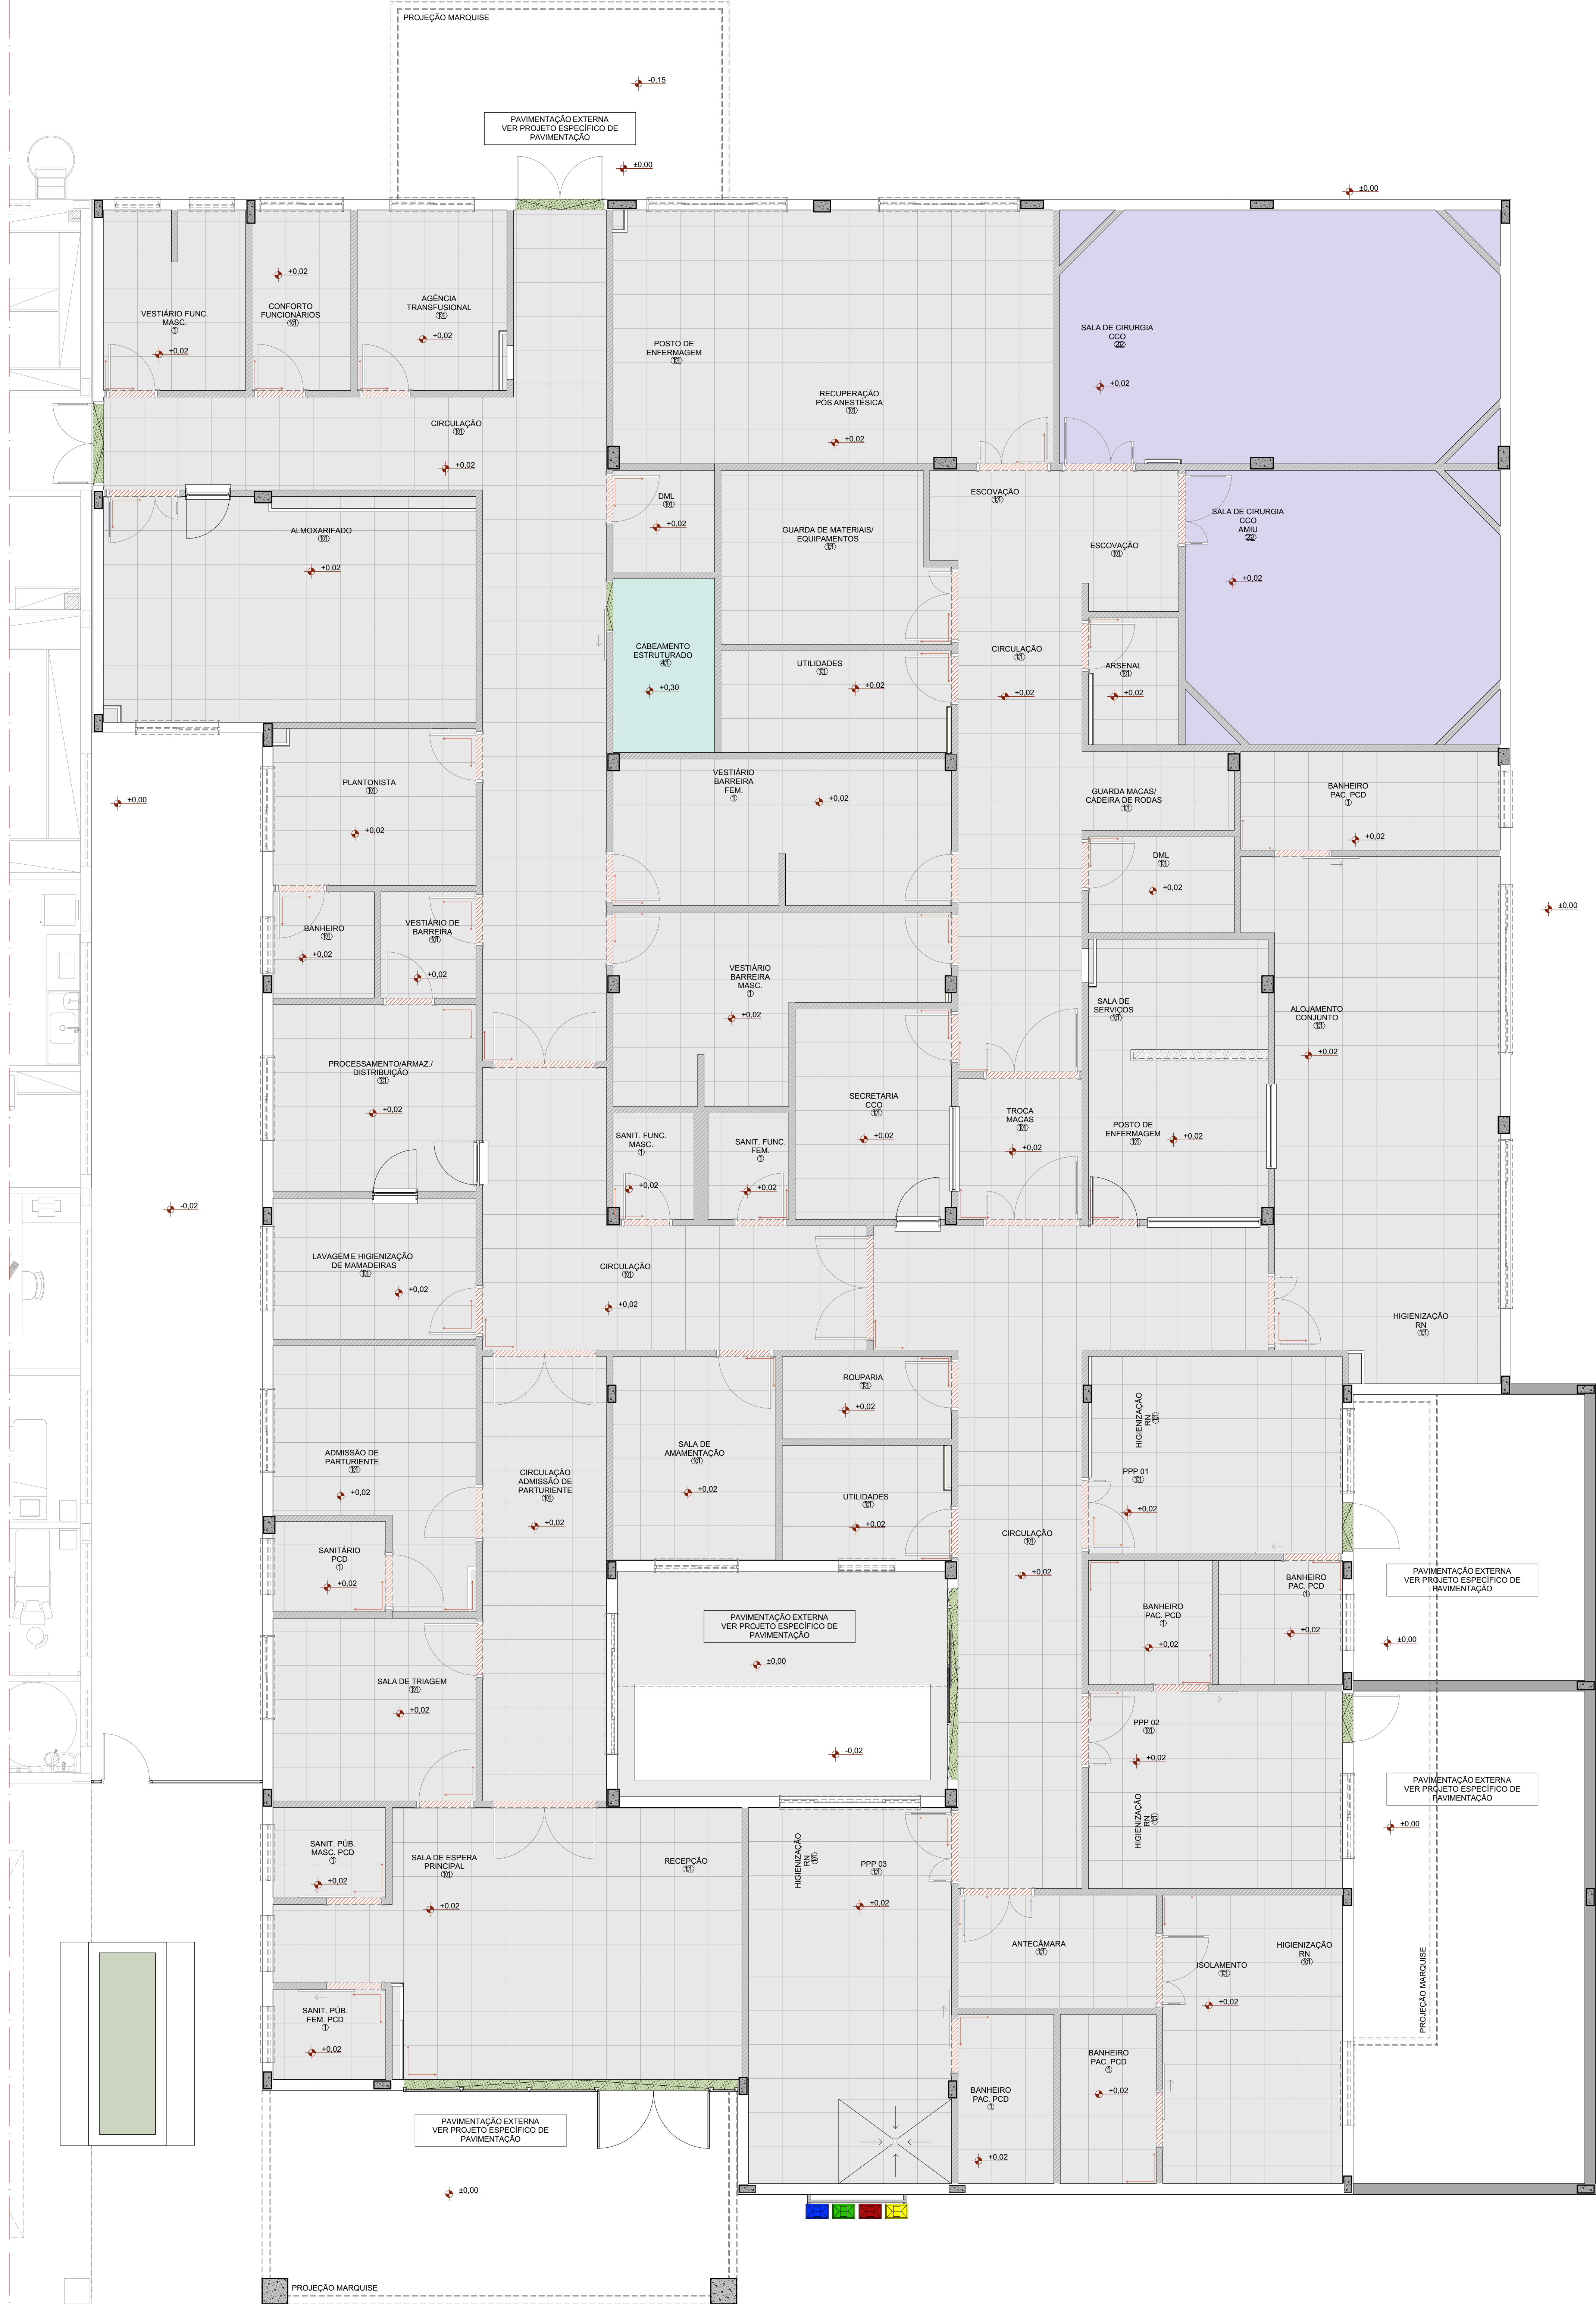 PROJEÇÃO MARQUISE
-0,15
PAVIMENTAÇÃO EXTERNA
VER PROJETO ESPECÍFICO DE
PAVIMENTAÇÃO
±0,00
±0,00
VESTIÁRIO FUNC.
MASC.
①
+0,02
+0,02
CONFORTO
FUNCIONÁRIOS
AGÊNCIA
TRANSFUSIONAL
+0,02
POSTO DE
ENFERMAGEM
RECUPERAÇÃO
PÓS ANESTÉSICA
+0,02
SALA DE CIRURGIA
CCO
+0,02
CIRCULAÇÃO
+0,02
ALMOXARIFADO
+0,02
DML
+0,02
GUARDA DE MATERIAIS/
EQUIPAMENTOS
ESCOVAÇÃO
ESCOVAÇÃO
SALA DE CIRURGIA
CCO
AMIU
+0,02
CABEAMENTO
ESTRUTURADO
+0,30
UTILIDADES
+0,02
CIRCULAÇÃO
+0,02
ARSENAL
+0,02
±0,00
PLANTONISTA
+0,02
VESTIÁRIO
BARREIRA
FEM.
①
+0,02
GUARDA MACAS/
CADEIRA DE RODAS
BANHEIRO
PAC. PCD
①
+0,02
DML
+0,02
±0,00
BANHEIRO
+0,02
VESTIÁRIO DE
BARREIRA
+0,02
VESTIÁRIO
BARREIRA
MASC.
①
+0,02
SALA DE
SERVIÇOS
ALOJAMENTO
CONJUNTO
+0,02
PROCESSAMENTO/ARMAZ./
DISTRIBUIÇÃO
+0,02
SECRETARIA
CCO
+0,02
TROCA
MACAS
+0,02
POSTO DE
ENFERMAGEM
+0,02
SANIT. FUNC.
MASC.
①
+0,02
SANIT. FUNC.
FEM.
①
+0,02
-0,02
LAVAGEM E HIGIENIZAÇÃO
DE MAMADEIRAS
+0,02
CIRCULAÇÃO
+0,02
HIGIENIZAÇÃO
RN
ADMISSÃO DE
PARTURIENTE
+0,02
CIRCULAÇÃO
ADMISSÃO DE
PARTURIENTE
+0,02
SALA DE
AMAMENTAÇÃO
+0,02
ROUPARIA
+0,02
UTILIDADES
+0,02
CIRCULAÇÃO
+0,02
HIGIENIZAÇÃO
RN
PPP 01
+0,02
SANITÁRIO
PCD
①
+0,02
BANHEIRO
PAC. PCD
①
+0,02
BANHEIRO
PAC. PCD
①
+0,02
PAVIMENTAÇÃO EXTERNA
VER PROJETO ESPECÍFICO DE
PAVIMENTAÇÃO
±0,00
PAVIMENTAÇÃO EXTERNA
VER PROJETO ESPECÍFICO DE
PAVIMENTAÇÃO
±0,00
-0,02
SALA DE TRIAGEM
+0,02
PPP 02
+0,02
HIGIENIZAÇÃO
RN
PAVIMENTAÇÃO EXTERNA
VER PROJETO ESPECÍFICO DE
PAVIMENTAÇÃO
±0,00
SANIT. PÚB.
MASC. PCD
①
+0,02
SALA DE ESPERA
PRINCIPAL
+0,02
RECEPÇÃO
HIGIENIZAÇÃO
RN
PPP 03
+0,02
ANTECÂMARA
ISOLAMENTO
+0,02
HIGIENIZAÇÃO
RN
PROJEÇÃO MARQUISE
SANIT. PÚB.
FEM. PCD
①
+0,02
BANHEIRO
PAC. PCD
①
+0,02
BANHEIRO
PAC. PCD
①
+0,02
PAVIMENTAÇÃO EXTERNA
VER PROJETO ESPECÍFICO DE
PAVIMENTAÇÃO
±0,00
PROJEÇÃO MARQUISE